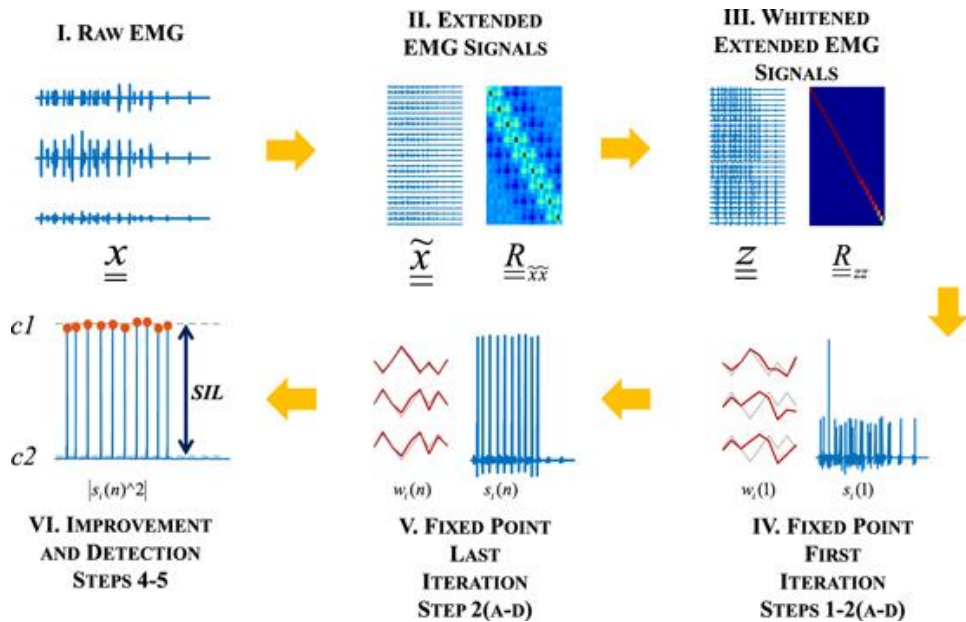 I. RAW EMG
II. EXTENDED
EMG SIGNALS
III. WHITENED
EXTENDED EMG
SIGNALS
x
x̃
R x̃x̃
z
R zz
c1
SIL
c2
|s_i(n)^2|
w_i(n)
s_i(n)
w_i(1)
s_i(1)
VI. IMPROVEMENT
AND DETECTION
STEPS 4-5
V. FIXED POINT
LAST
ITERATION
STEP 2(A-D)
IV. FIXED POINT
FIRST
ITERATION
STEPS 1-2(A-D)